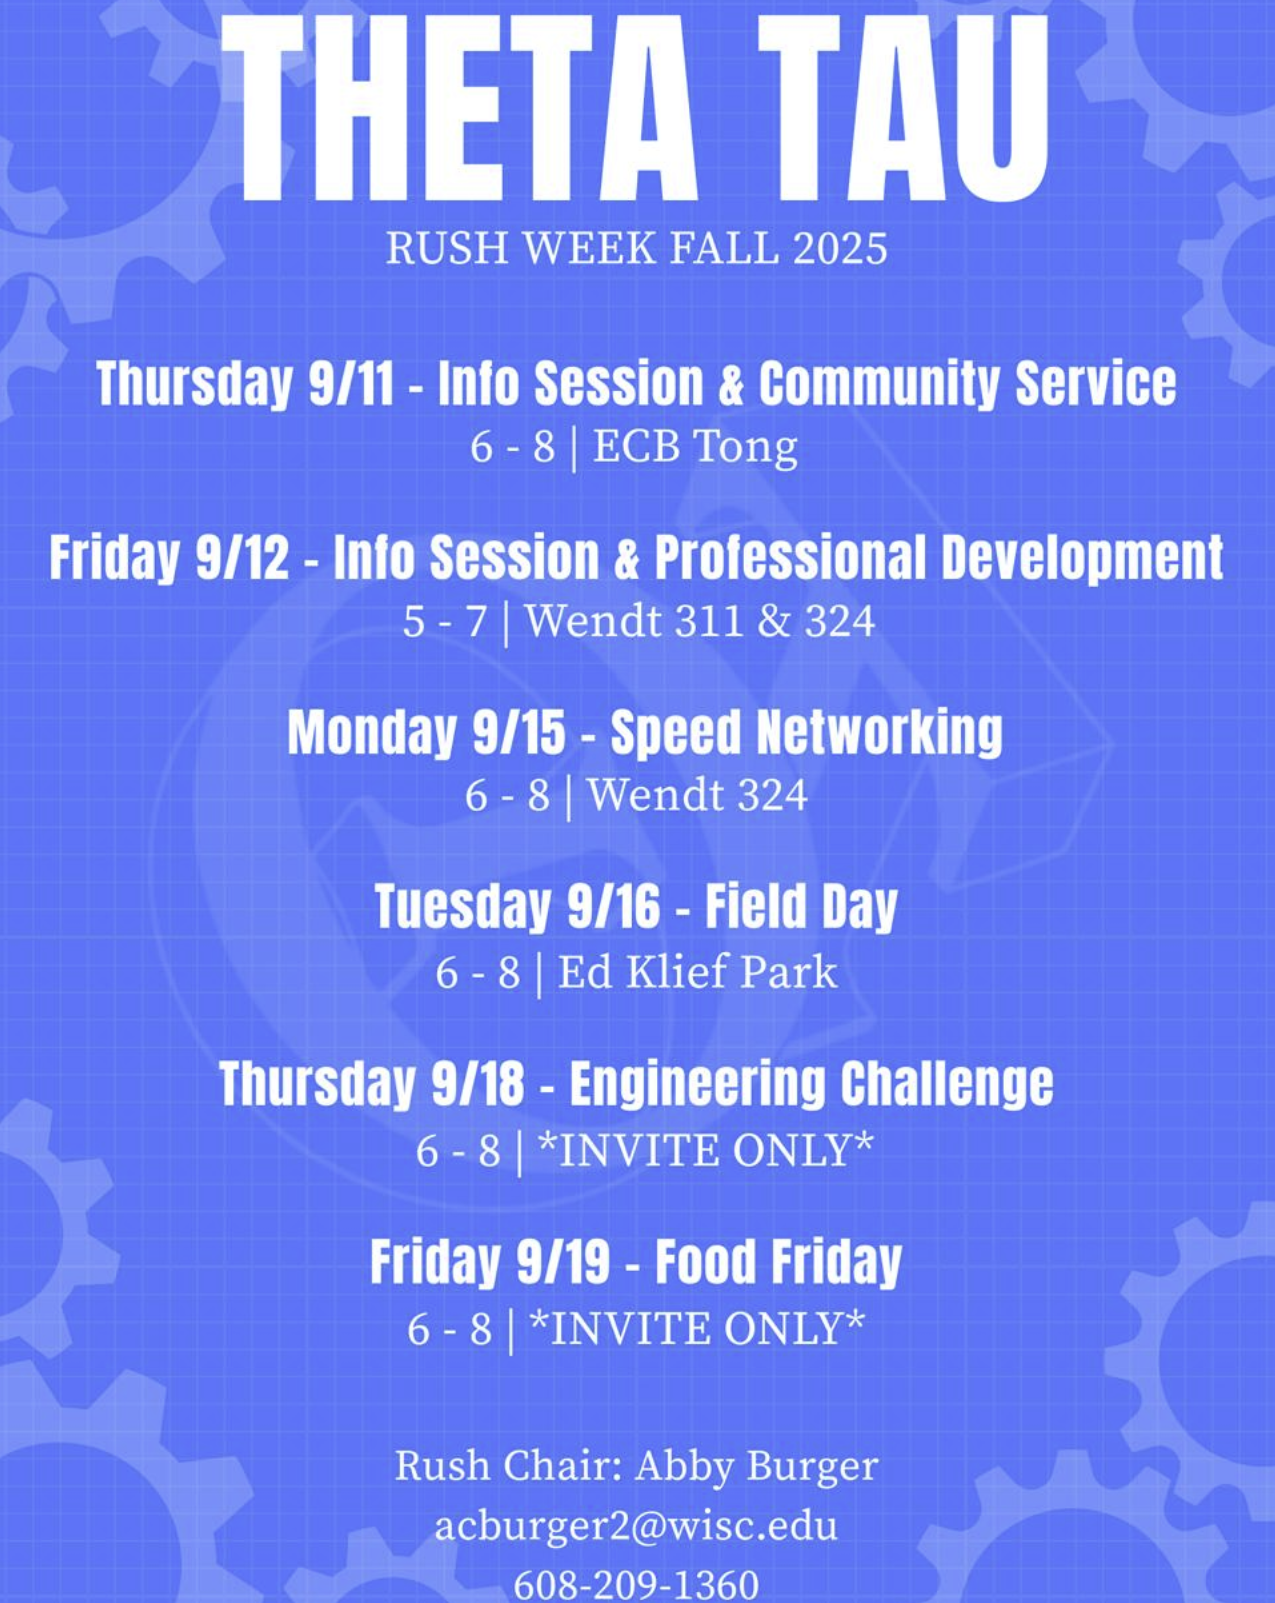 THETA TAU
RUSH WEEK FALL 2025
Thursday 9/11 - Info Session & Community Service
6 - 8 | ECB Tong
Friday 9/12 - Info Session & Professional Development
5 - 7 | Wendt 311 & 324
Monday 9/15 - Speed Networking
6 - 8 | Wendt 324
Tuesday 9/16 - Field Day
6 - 8 | Ed Klief Park
Thursday 9/18 - Engineering Challenge
6 - 8 | *INVITE ONLY*
Friday 9/19 - Food Friday
6 - 8 | *INVITE ONLY*
Rush Chair: Abby Burger
acburger2@wisc.edu
608-209-1360